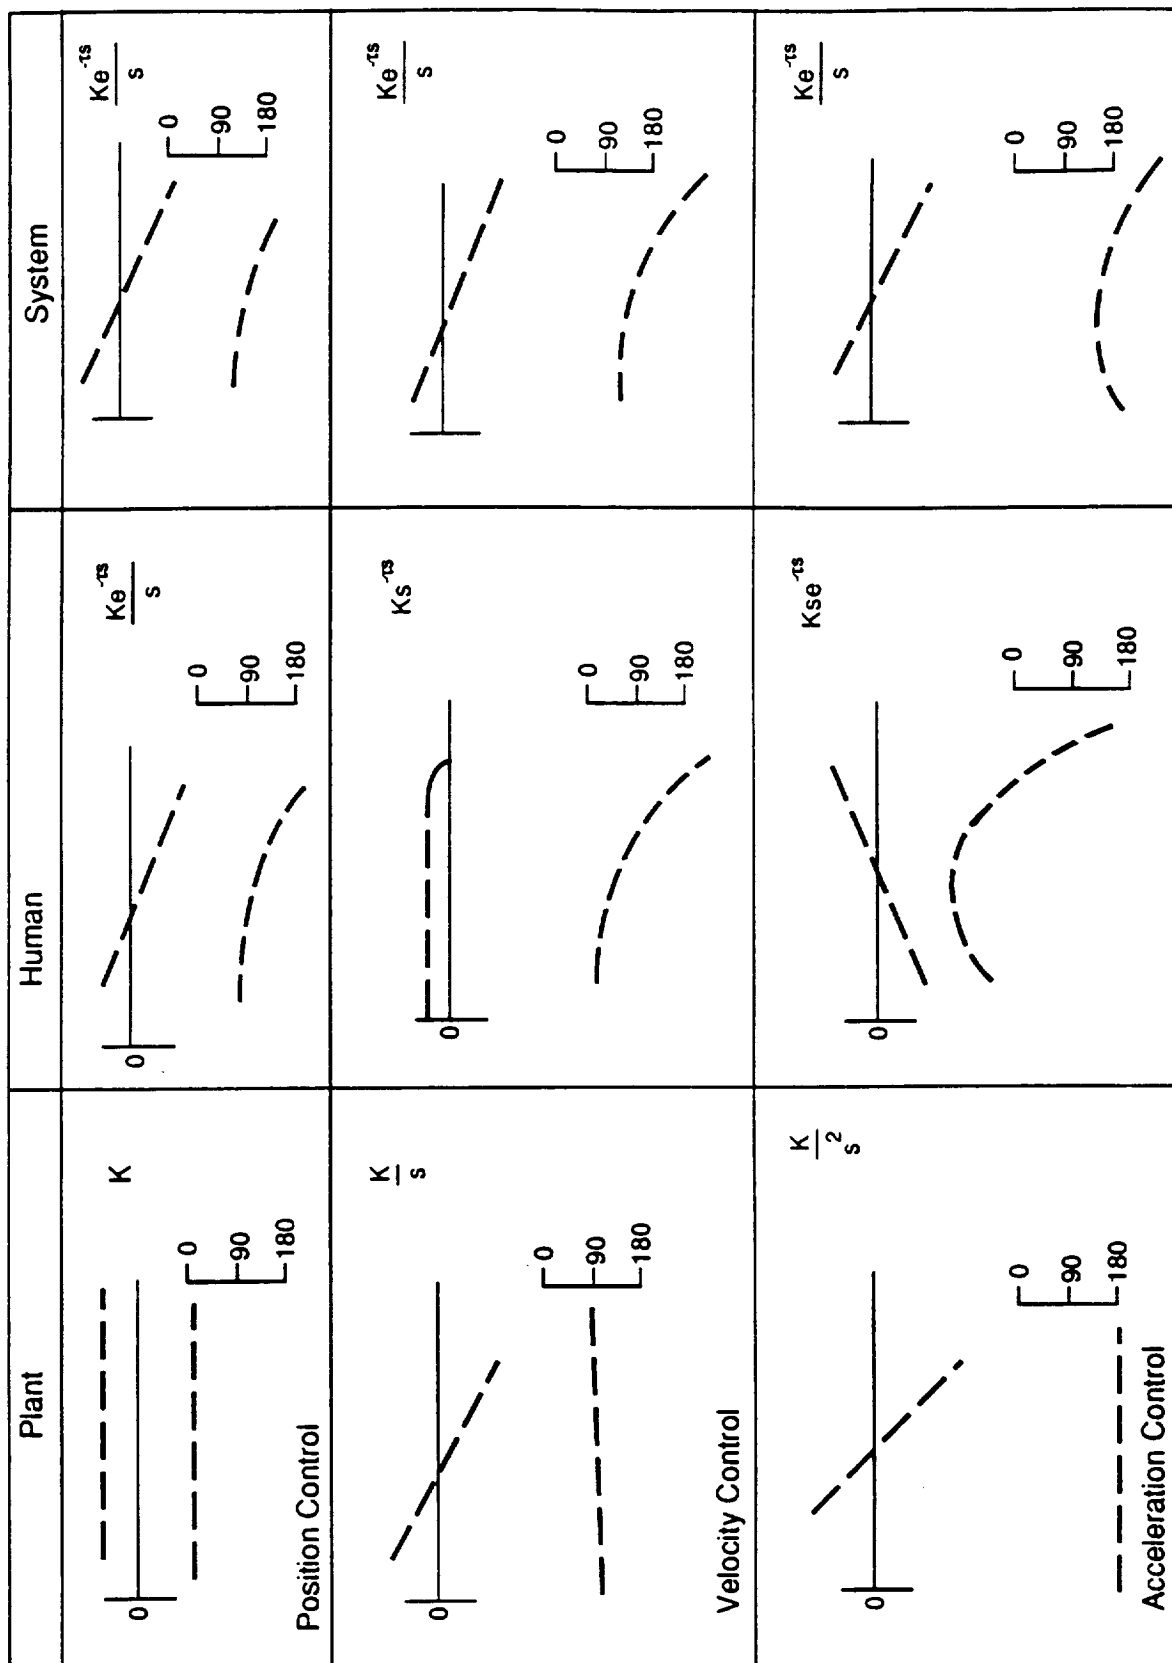 Plant Human System
K
0
0
90
180
Position Control
Ke^-τs
s
0
0
90
180
Ke^-τs
s
0
90
180
K
s
0
0
90
180
Velocity Control
Ks^-τs
0
0
90
180
Ke^-τs
s
0
90
180
K
s^2
0
0
90
180
Acceleration Control
Kse^-τs
0
0
90
180
Ke^-τs
s
0
90
180